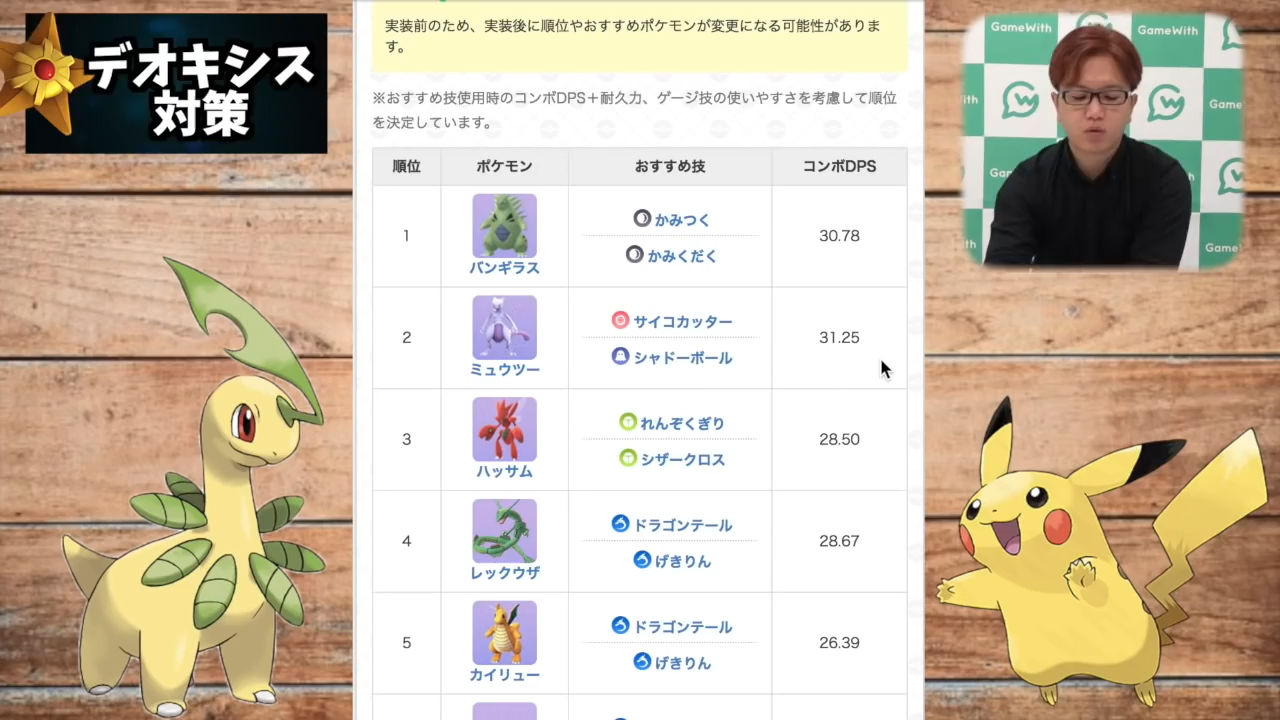 デオキシス
対策
実装前のため、実装後に順位やおすすめポケモンが変更になる可能性がありま
す。
※おすすめ技使用時のコンボDPS＋耐久力、ゲージ技の使いやすさを考慮して順位
を決定しています。
順位 ポケモン おすすめ技 コンボDPS
1 バンギラス かみつく かみくだく 30.78
2 ミュウツー サイコカッター シャドーボール 31.25
3 ハッサム れんぞくぎり シザークロス 28.50
4 レックウザ ドラゴンテール げきりん 28.67
5 カイリュー ドラゴンテール げきりん 26.39
GameWith
GameWith
ith
Game
Gam
h
ith
Game